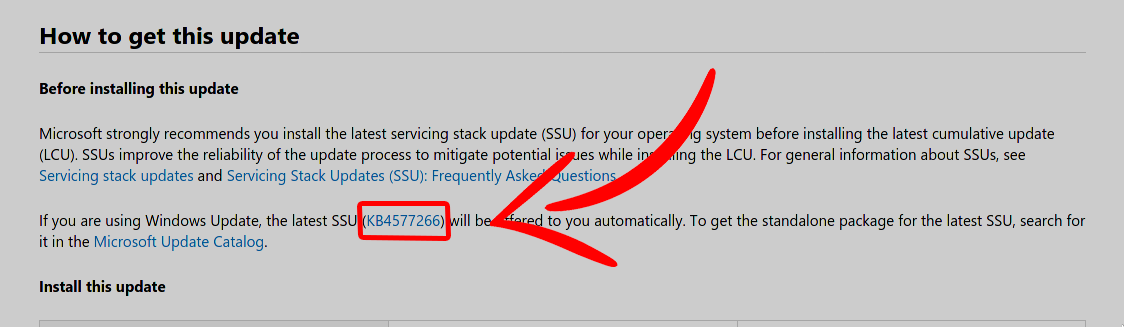 How to get this update
Before installing this update
Microsoft strongly recommends you install the latest servicing stack update (SSU) for your operating system before installing the latest cumulative update
(LCU). SSUs improve the reliability of the update process to mitigate potential issues while installing the LCU. For general information about SSUs, see
Servicing stack updates and Servicing Stack Updates (SSU): Frequently Asked Questions.
If you are using Windows Update, the latest SSU (KB4577266) will be offered to you automatically. To get the standalone package for the latest SSU, search for
it in the Microsoft Update Catalog.
Install this update